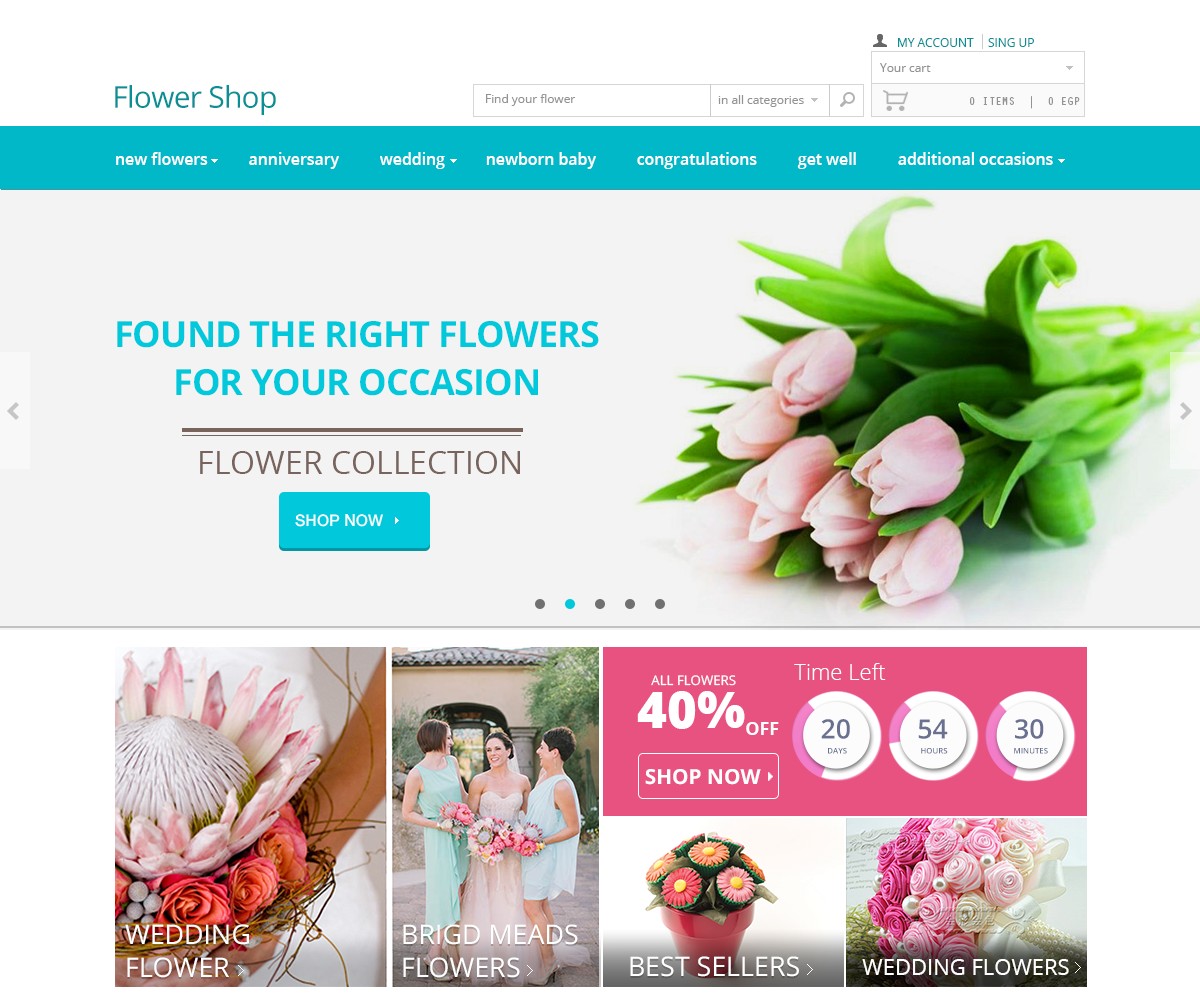 MY ACCOUNT
SING UP
Your cart
Flower Shop
Find your flower
in all categories
0 ITEMS | 0 EGP
new flowers
anniversary
wedding
newborn baby
congratulations
get well
additional occasions
FOUND THE RIGHT FLOWERS
FOR YOUR OCCASION
FLOWER COLLECTION
SHOP NOW
ALL FLOWERS
40% OFF
SHOP NOW
Time Left
20
DAYS
54
HOURS
30
MINUTES
WEDDING
FLOWER
BRIGD MEADS
FLOWERS
BEST SELLERS
WEDDING FLOWERS